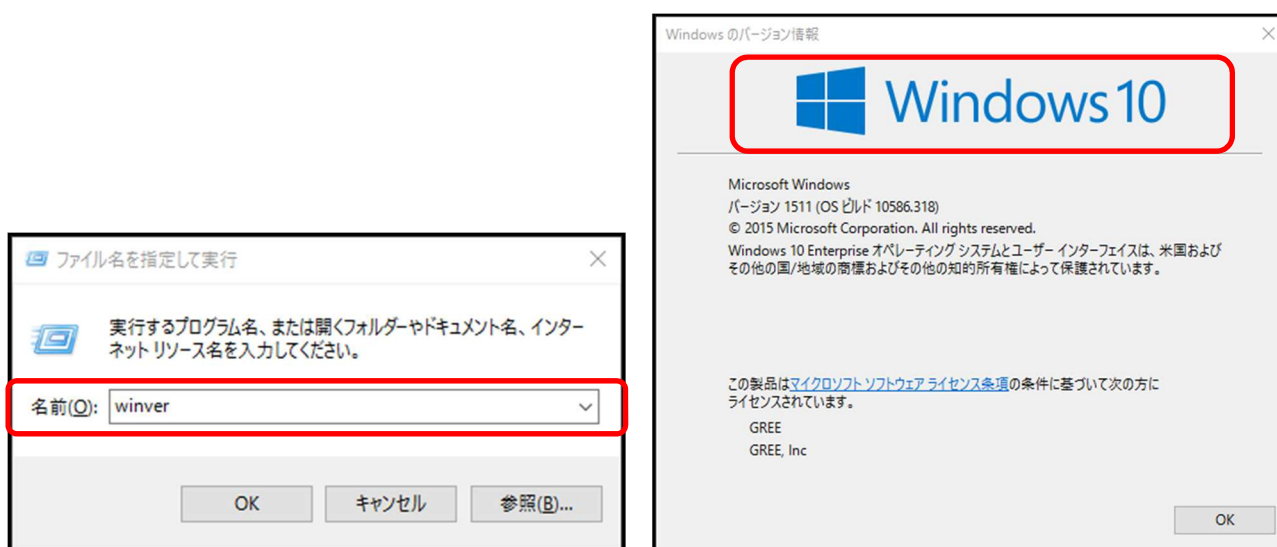 ファイル名を指定して実行
実行するプログラム名、または開くフォルダーやドキュメント名、インター
ネット リソース名を入力してください。
名前(O): winver
OK キャンセル 参照(B)...
Windows のバージョン情報
Windows 10
Microsoft Windows
バージョン 1511 (OS ビルド 10586.318)
© 2015 Microsoft Corporation. All rights reserved.
Windows 10 Enterprise オペレーティング システムとユーザー インターフェイスは、米国および
その他の国/地域の商標およびその他の知的所有権によって保護されています。
この製品はマイクロソフト ソフトウェア ライセンス条項の条件に基づいて次の方に
ライセンスされています。
GREE
GREE, Inc
OK